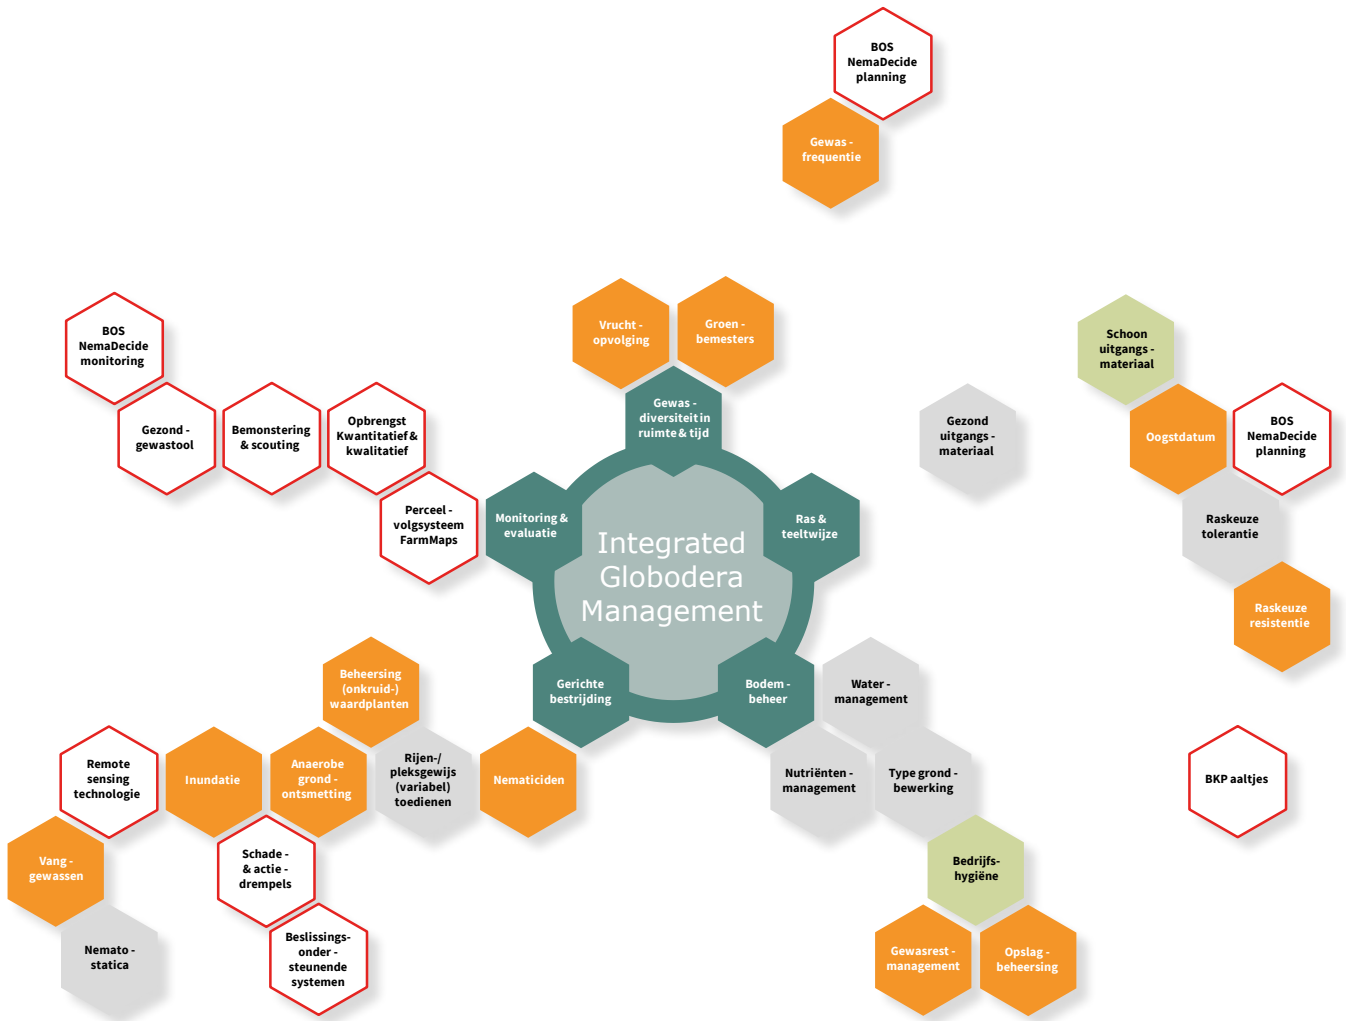 BOS
NemaDecide
planning
Gewas -
frequentie
Vrucht -
opvolging
Groen -
bemesters
Gewas -
diversiteit in
ruimte & tijd
BOS
NemaDecide
monitoring
Gezond -
gewastool
Bemonstering
& scouting
Opbrengst
Kwantitatief &
kwalitatief
Perceel -
volgsysteem
FarmMaps
Monitoring &
evaluatie
Ras &
teeltwijze
Integrated
Globodera
Management
Gezond
uitgangs -
materiaal
Schoon
uitgangs -
materiaal
Oogstdatum
BOS
NemaDecide
planning
Raskeuze
tolerantie
Raskeuze
resistentie
Gerichte
bestrijding
Bodem -
beheer
Beheersing
(onkruid-)
waardplanten
Remote
sensing
technologie
Inundatie
Anaerobe
grond -
ontsmetting
Rijen-/
pleksgewijs
(variabel)
toedienen
Nematiciden
Vang -
gewassen
Nemato -
statica
Schade -
& actie -
drempels
Beslissings-
onder -
steunende
systemen
Water -
management
Nutriënten -
management
Type grond -
bewerking
Bedrijfs-
hygiëne
Gewasrest -
management
Opslag -
beheersing
BKP aaltjes